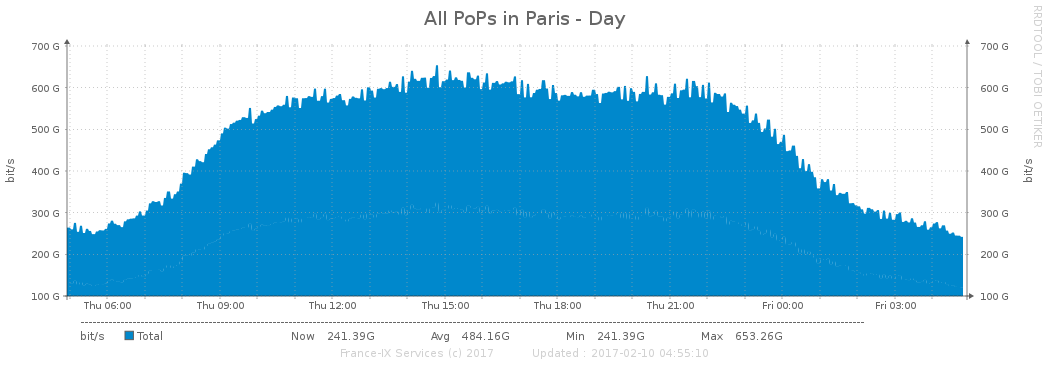 All PoPs in Paris - Day
RRDTOOL / TOBI OETIKER
bit/s
bit/s
700 G 700 G
600 G 600 G
500 G 500 G
400 G 400 G
300 G 300 G
200 G 200 G
100 G 100 G
Thu 06:00 Thu 09:00 Thu 12:00 Thu 15:00 Thu 18:00 Thu 21:00 Fri 00:00 Fri 03:00
bit/s Total Now 241.39G Avg 484.16G Min 241.39G Max 653.26G
France-IX Services (c) 2017 Updated : 2017-02-10 04:55:10